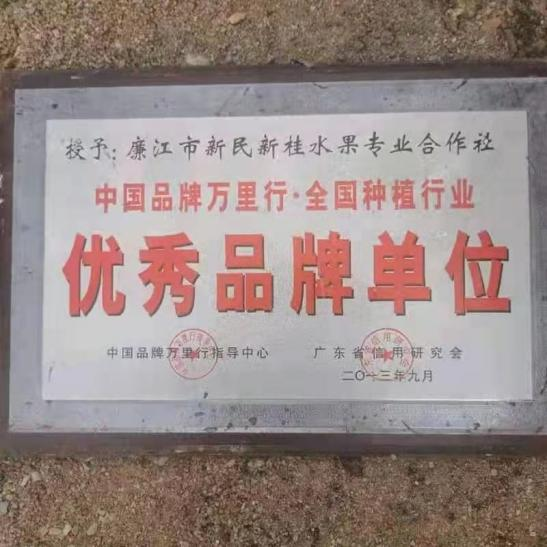 授予：廉江市新民新桂水果专业合作社
中国品牌万里行·全国种植行业
优秀品牌单位
中国品牌万里行指导中心 广东省信用研究会
二〇一三年九月